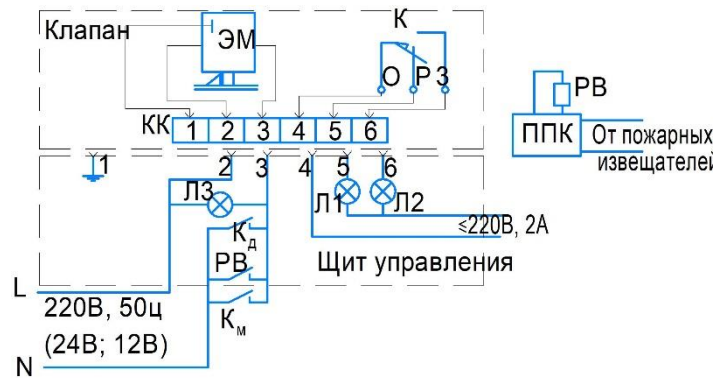 Клапан
ЭМ
К
О Р З
КК 1 2 3 4 5 6
РВ
ППК
От пожарных
извещателей
1 2 3 4 5 6
Л3
Л1 Л2
Кд
≤220В, 2А
РВ
Щит управления
L
220В, 50ц
Км
(24В; 12В)
N